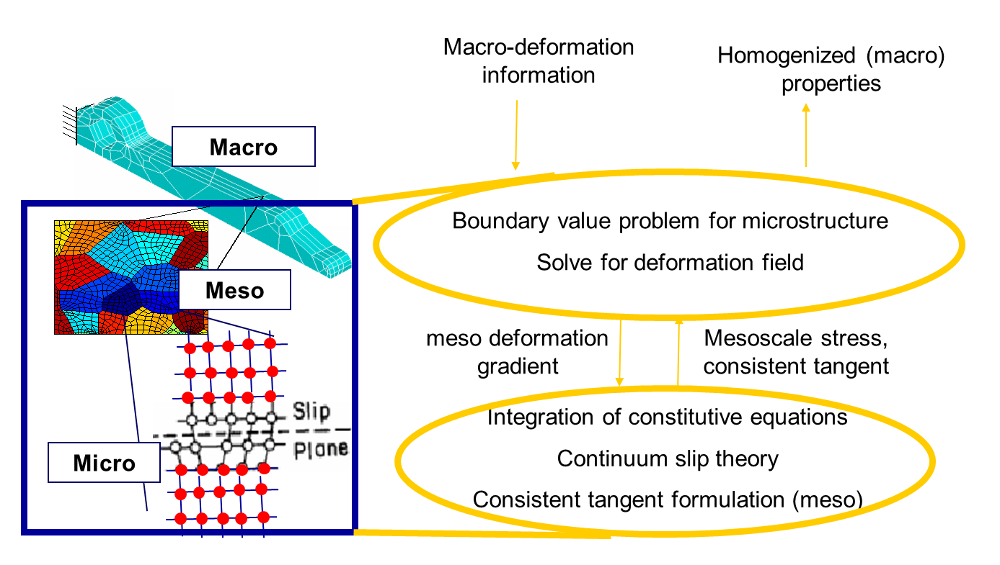 Macro-deformation
information
Homogenized (macro)
properties
Macro
Boundary value problem for microstructure
Solve for deformation field
Meso
meso deformation
gradient
Mesoscale stress,
consistent tangent
Slip
Plane
Micro
Integration of constitutive equations
Continuum slip theory
Consistent tangent formulation (meso)